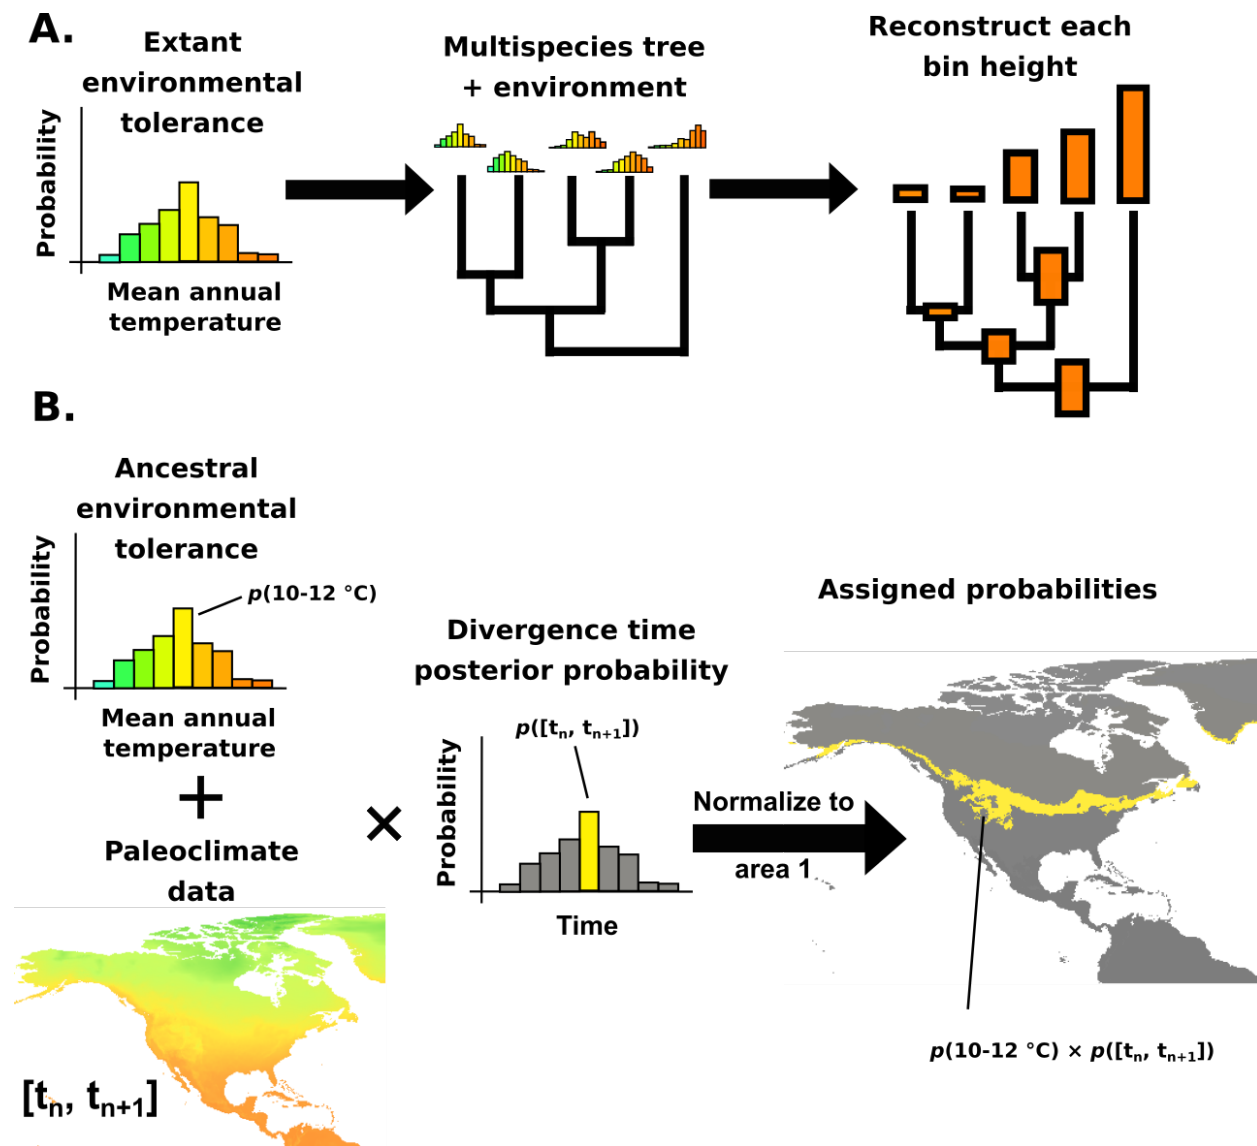 A.
Extant
environmental
tolerance
Probability
Mean annual
temperature
Multispecies tree
+ environment
Reconstruct each
bin height
B.
Ancestral
environmental
tolerance
Probability
p(10-12 °C)
Mean annual
temperature
+
Paleoclimate
data
[tn, tn+1]
×
Divergence time
posterior probability
p([tn, tn+1])
Probability
Time
Normalize to
area 1
Assigned probabilities
p(10-12 °C) × p([tn, tn+1])